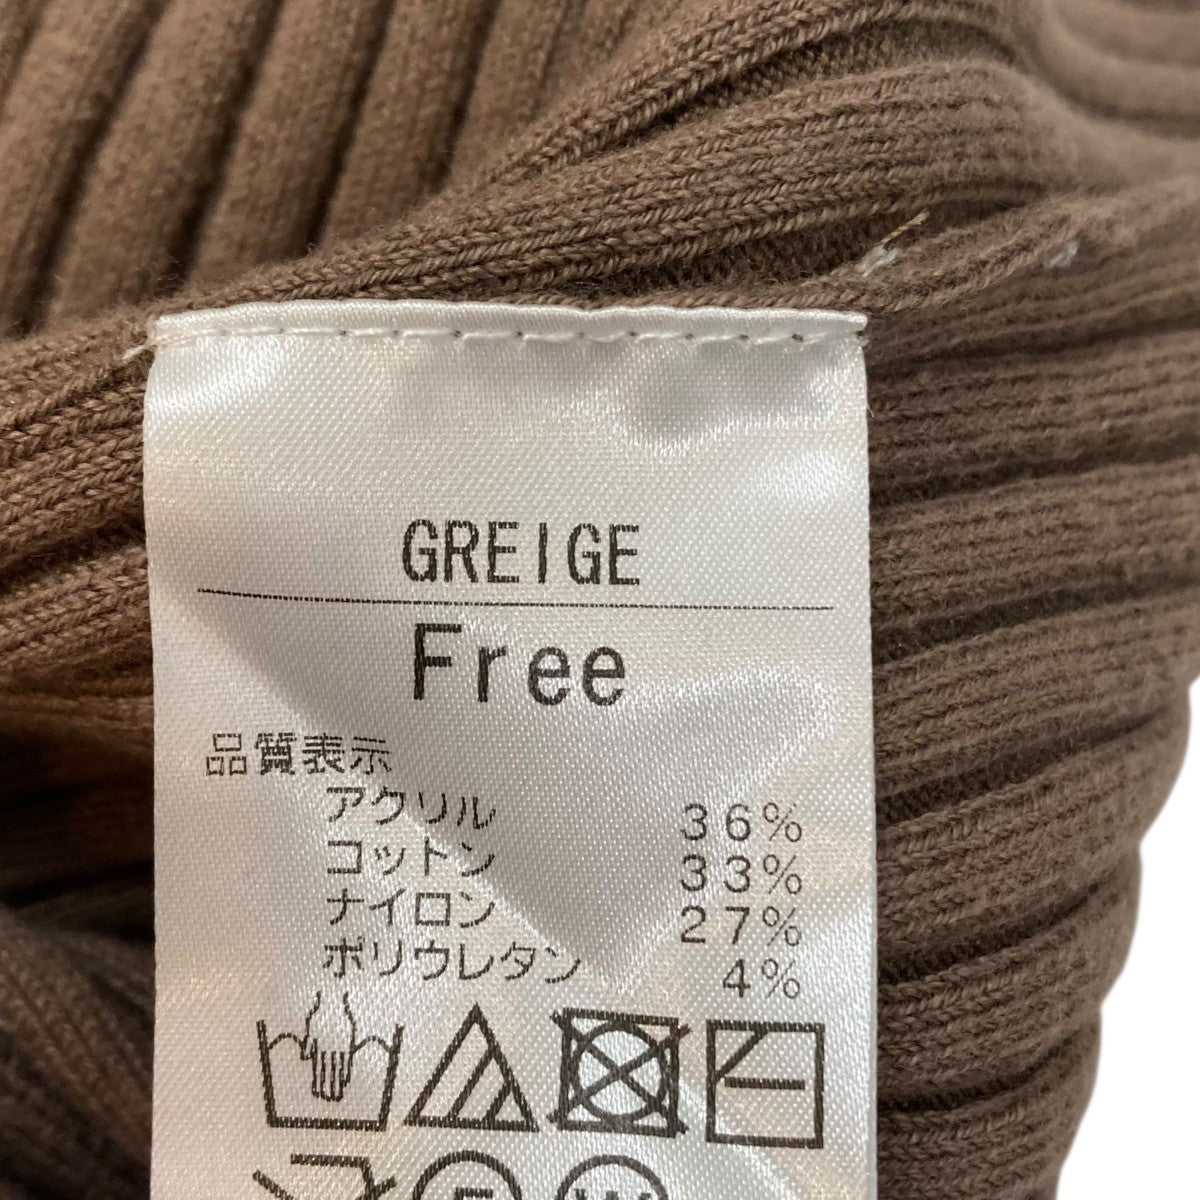 GREIGE
Free
品質表示
アクリル 36%
コットン 33%
ナイロン 27%
ポリウレタン 4%